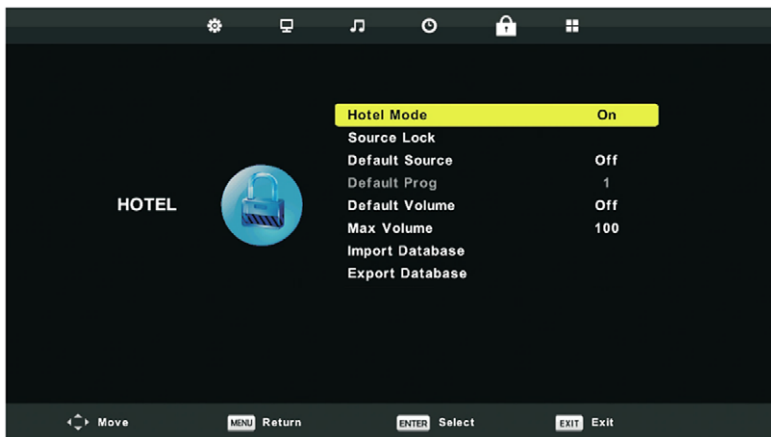 Hotel Mode On
Source Lock
Default Source Off
Default Prog 1
HOTEL
Default Volume Off
Max Volume 100
Import Database
Export Database
Move MENU Return ENTER Select EXIT Exit